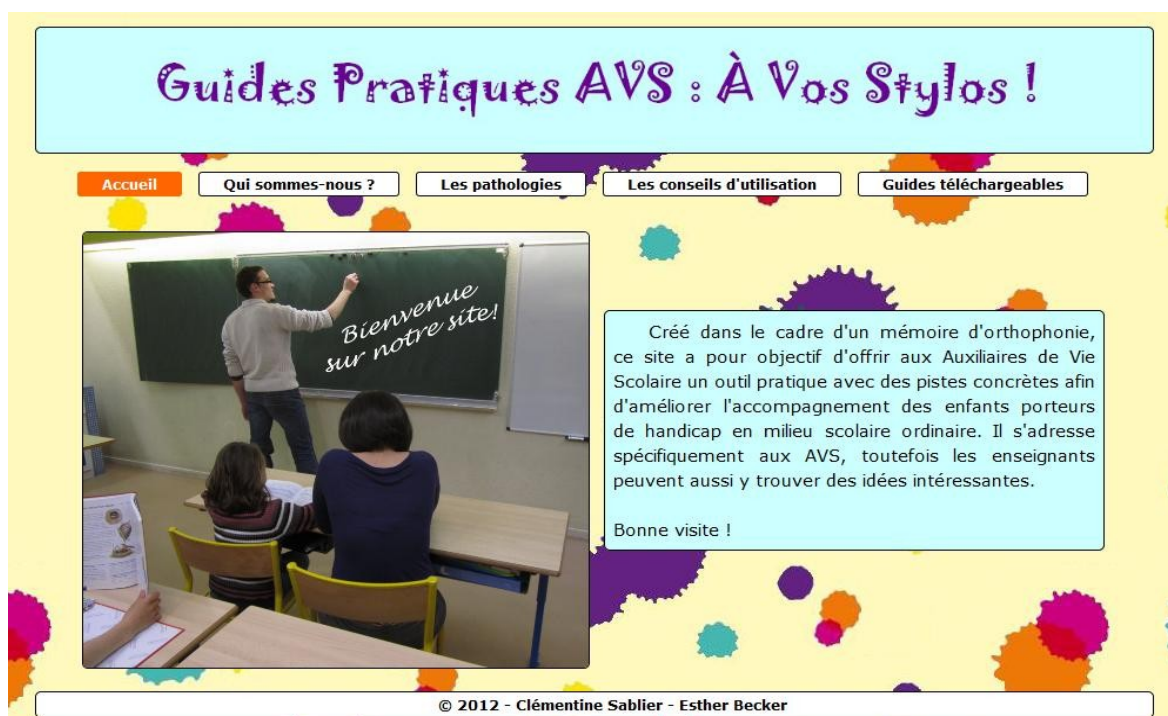 Guides Pratiques AVS : À Vos Stylos !
Accueil
Qui sommes-nous ?
Les pathologies
Les conseils d'utilisation
Guides téléchargeables
Bienvenue
sur notre site!
Créé dans le cadre d'un mémoire d'orthophonie,
ce site a pour objectif d'offrir aux Auxiliaires de Vie
Scolaire un outil pratique avec des pistes concrètes afin
d'améliorer l'accompagnement des enfants porteurs
de handicap en milieu scolaire ordinaire. Il s'adresse
spécifiquement aux AVS, toutefois les enseignants
peuvent aussi y trouver des idées intéressantes.
Bonne visite !
© 2012 - Clémentine Sablier - Esther Becker